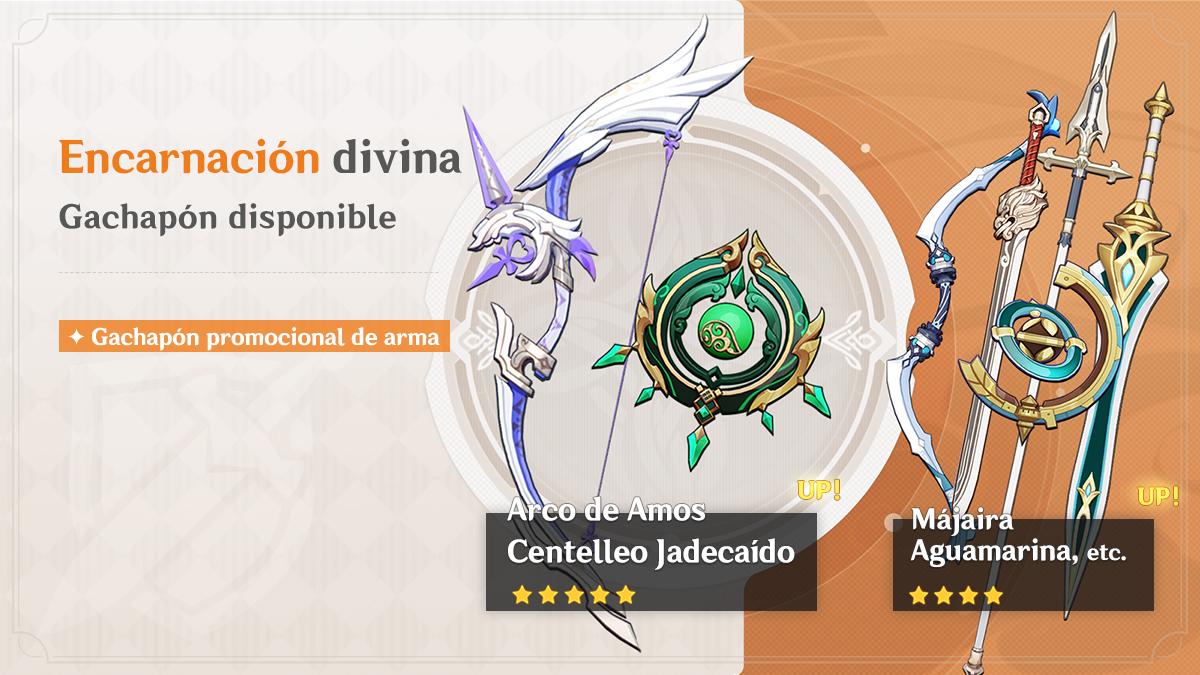 Encarnación divina
Gachapón disponible
✦ Gachapón promocional de arma
UP!
Arco de Amos
Centelleo Jadecaído
UP!
Májaira
Aguamarina, etc.